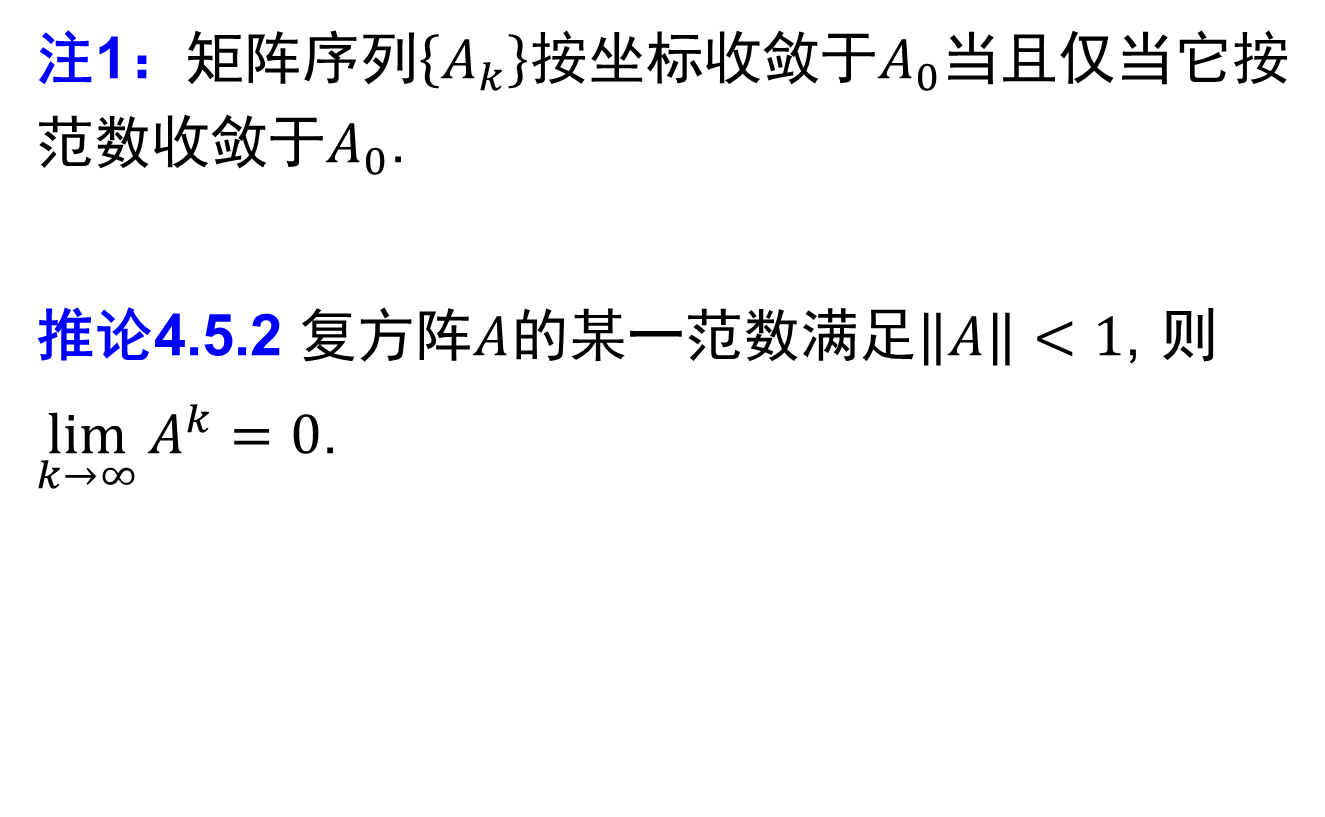 注1：矩阵序列{A_k}按坐标收敛于A_0当且仅当它按
范数收敛于A_0.
推论4.5.2 复方阵A的某一范数满足‖A‖ < 1, 则
lim_{k→∞} A^k = 0.